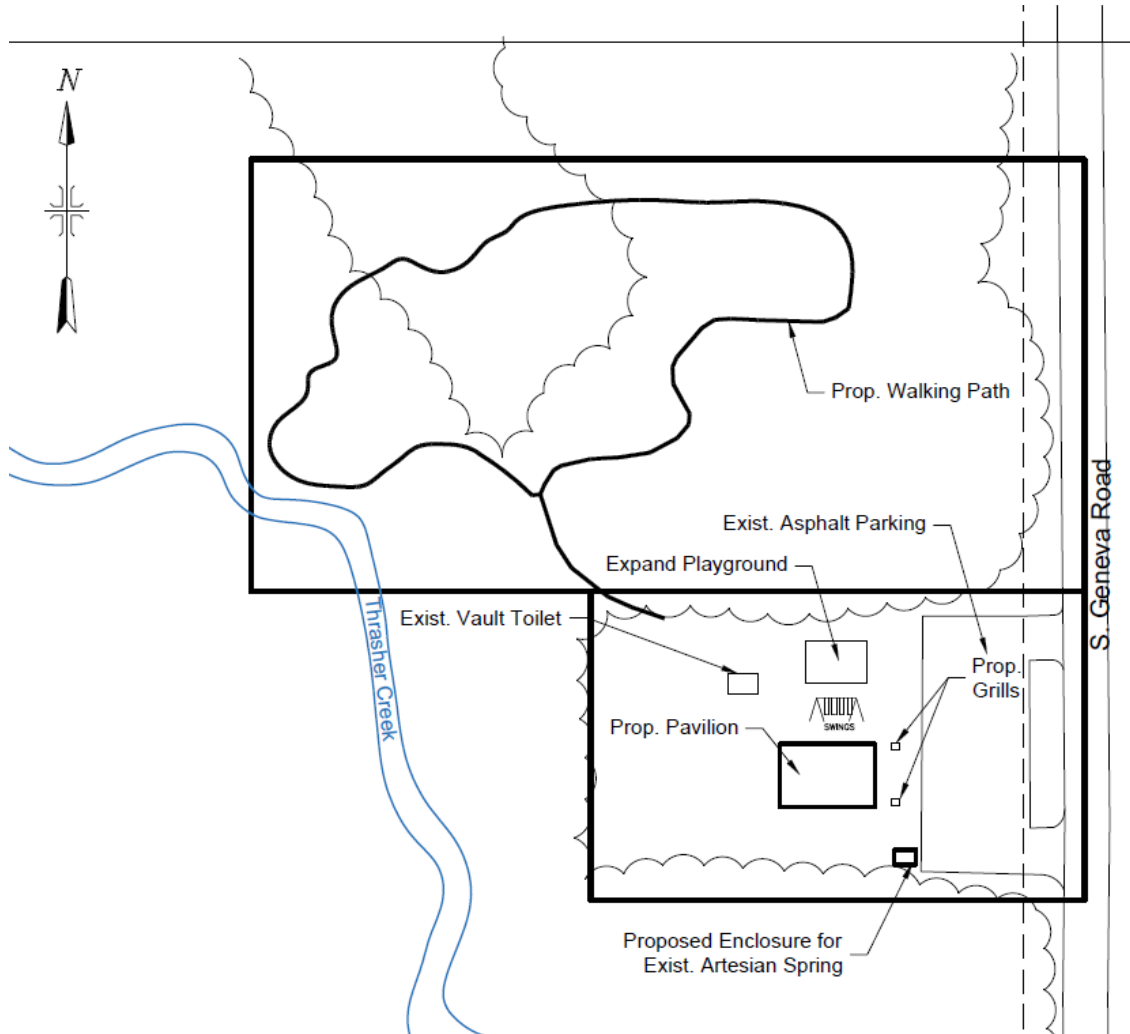 N
Prop. Walking Path
S. Geneva Road
Exist. Asphalt Parking
Expand Playground
Exist. Vault Toilet
Thrasher Creek
Prop.
Grills
SWINGS
Prop. Pavilion
Proposed Enclosure for
Exist. Artesian Spring